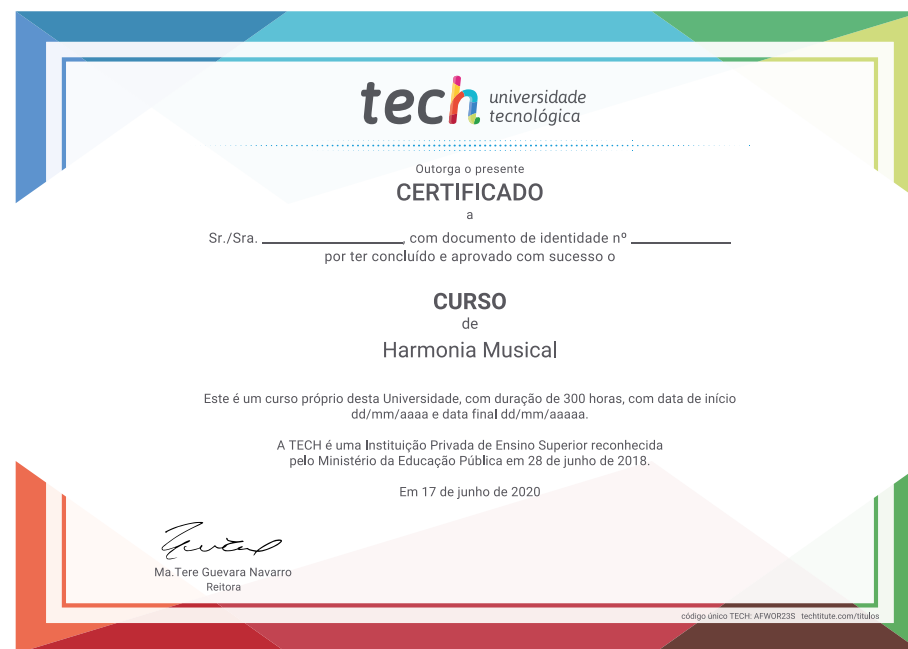 tech universidade
tecnológica
Outorga o presente
CERTIFICADO
a
Sr./Sra. ____________________, com documento de identidade nº ______________
por ter concluído e aprovado com sucesso o
CURSO
de
Harmonia Musical
Este é um curso próprio desta Universidade, com duração de 300 horas, com data de início
dd/mm/aaaa e data final dd/mm/aaaaa.
A TECH é uma Instituição Privada de Ensino Superior reconhecida
pelo Ministério da Educação Pública em 28 de junho de 2018.
Em 17 de junho de 2020
Ma.Tere Guevara Navarro
Reitora
código único TECH: AFWOR23S techtitute.com/titulos